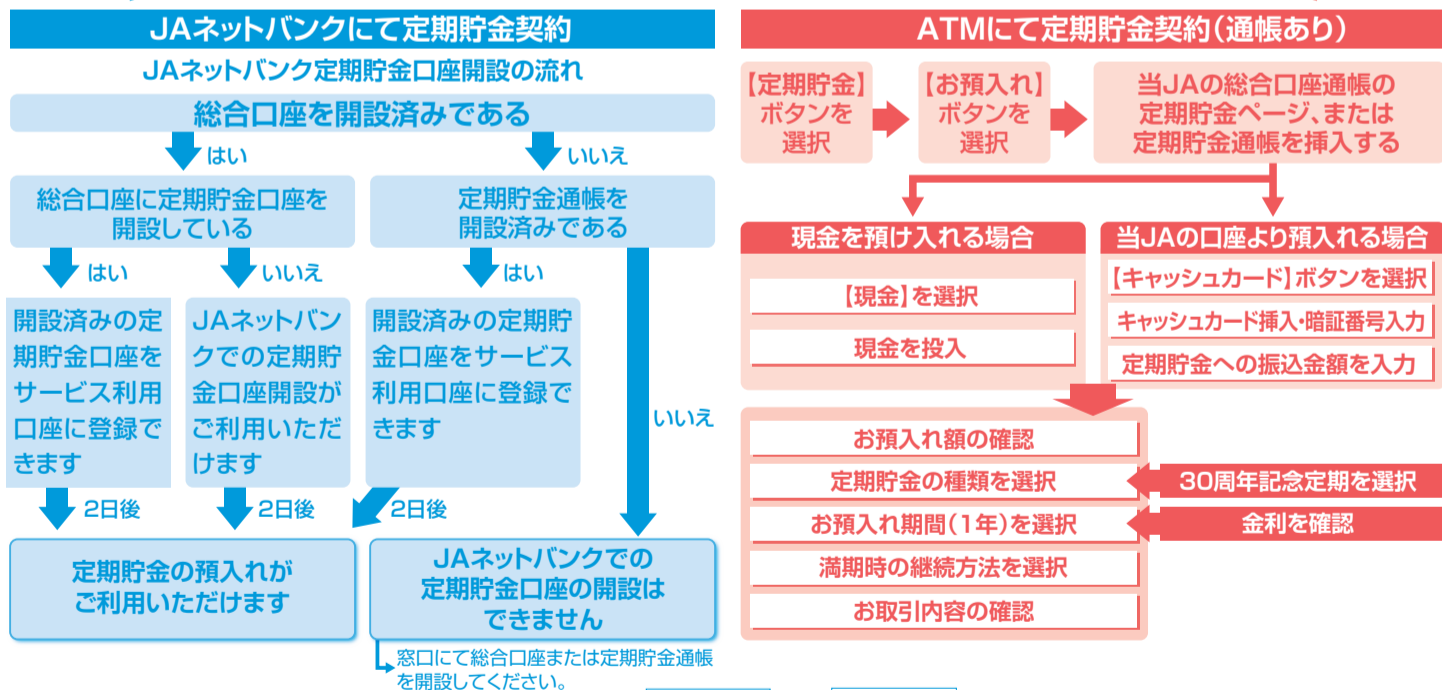 JAネットバンクにて定期貯金契約
JAネットバンク定期貯金口座開設の流れ
総合口座を開設済みである
はい
いいえ
総合口座に定期貯金口座を
開設している
定期貯金通帳を
開設済みである
はい
いいえ
はい
いいえ
開設済みの定
期貯金口座を
サービス利用
口座に登録で
きます
JAネットバン
クでの定期貯
金口座開設が
ご利用いただ
けます
開設済みの定期貯
金口座をサービス
利用口座に登録で
きます
2日後
2日後
2日後
定期貯金の預入れが
ご利用いただけます
JAネットバンクでの
定期貯金口座の開設は
できません
窓口にて総合口座または定期貯金通帳
を開設してください。
ATMにて定期貯金契約(通帳あり)
【定期貯金】
ボタンを
選択
【お預入れ】
ボタンを
選択
当JAの総合口座通帳の
定期貯金ページ、または
定期貯金通帳を挿入する
現金を預け入れる場合
【現金】を選択
現金を投入
当JAの口座より預入れる場合
【キャッシュカード】ボタンを選択
キャッシュカード挿入・暗証番号入力
定期貯金への振込金額を入力
お預入れ額の確認
定期貯金の種類を選択
30周年記念定期を選択
お預入れ期間(1年)を選択
金利を確認
満期時の継続方法を選択
お取引内容の確認